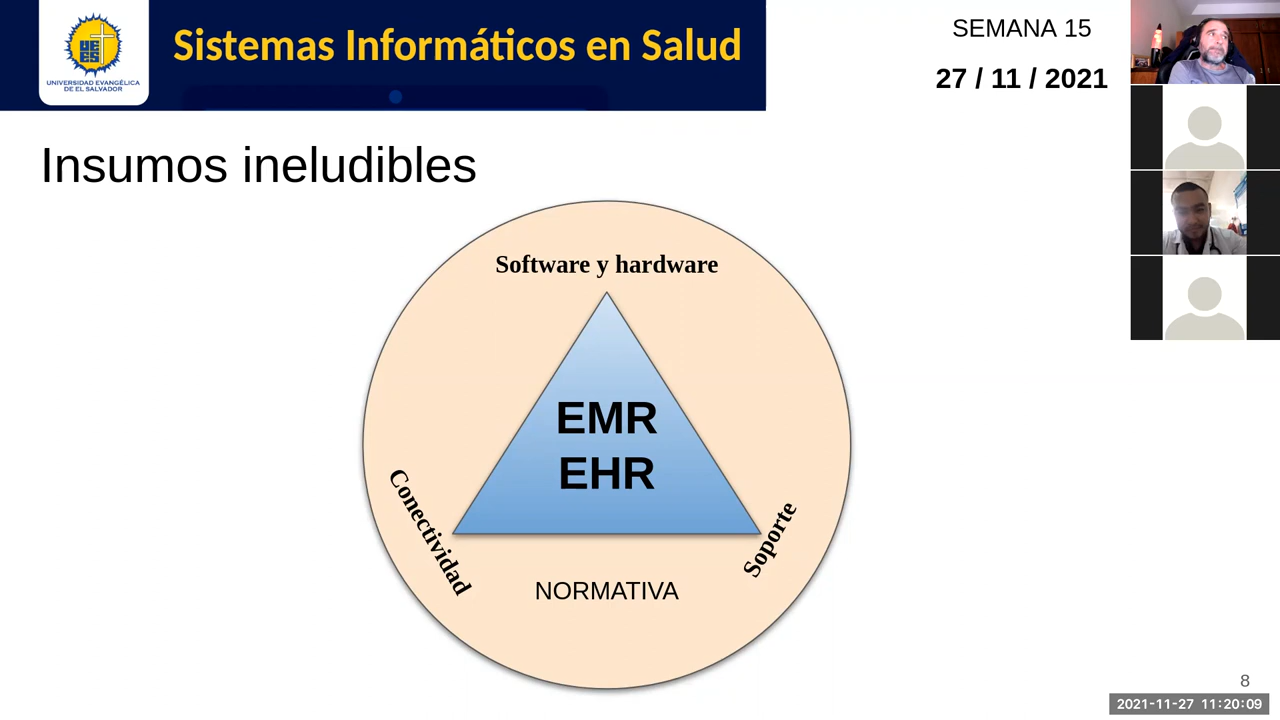 Sistemas Informáticos en Salud
UNIVERSIDAD EVANGÉLICA
DE EL SALVADOR
SEMANA 15
27 / 11 / 2021
Insumos ineludibles
Software y hardware
EMR
EHR
Conectividad
Soporte
NORMATIVA
8
2021-11-27 11:20:09